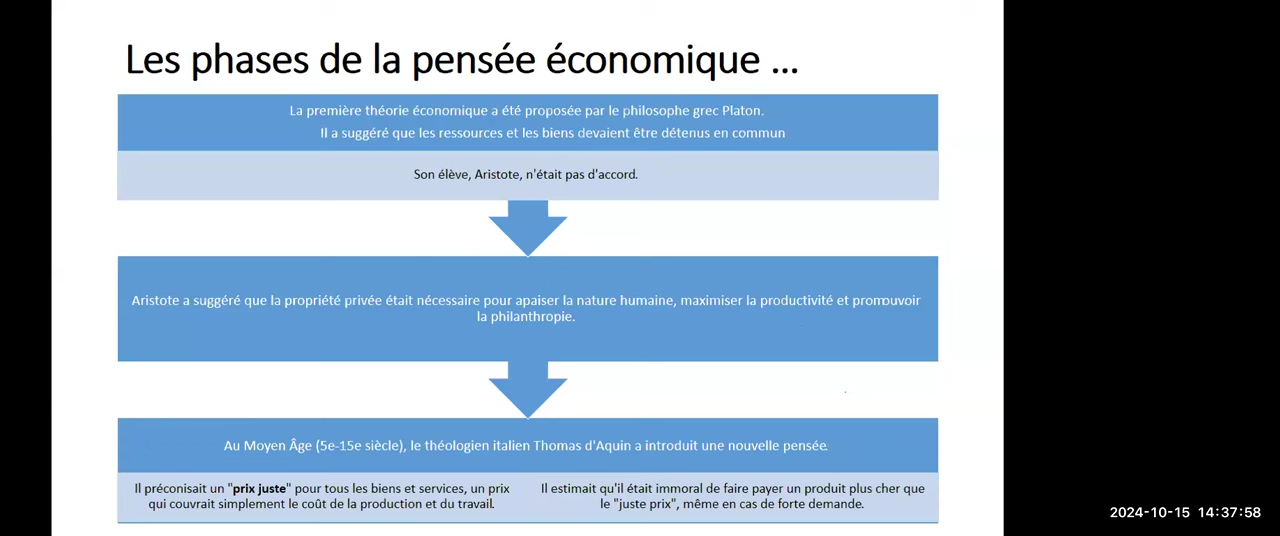 Les phases de la pensée économique ...
La première théorie économique a été proposée par le philosophe grec Platon.
Il a suggéré que les ressources et les biens devaient être détenus en commun
Son élève, Aristote, n'était pas d'accord.
Aristote a suggéré que la propriété privée était nécessaire pour apaiser la nature humaine, maximiser la productivité et promouvoir
la philanthropie.
Au Moyen Âge (5e-15e siècle), le théologien italien Thomas d'Aquin a introduit une nouvelle pensée.
Il préconisait un "prix juste" pour tous les biens et services, un prix
qui couvrait simplement le coût de la production et du travail.
Il estimait qu'il était immoral de faire payer un produit plus cher que
le "juste prix", même en cas de forte demande.
2024-10-15 14:37:58